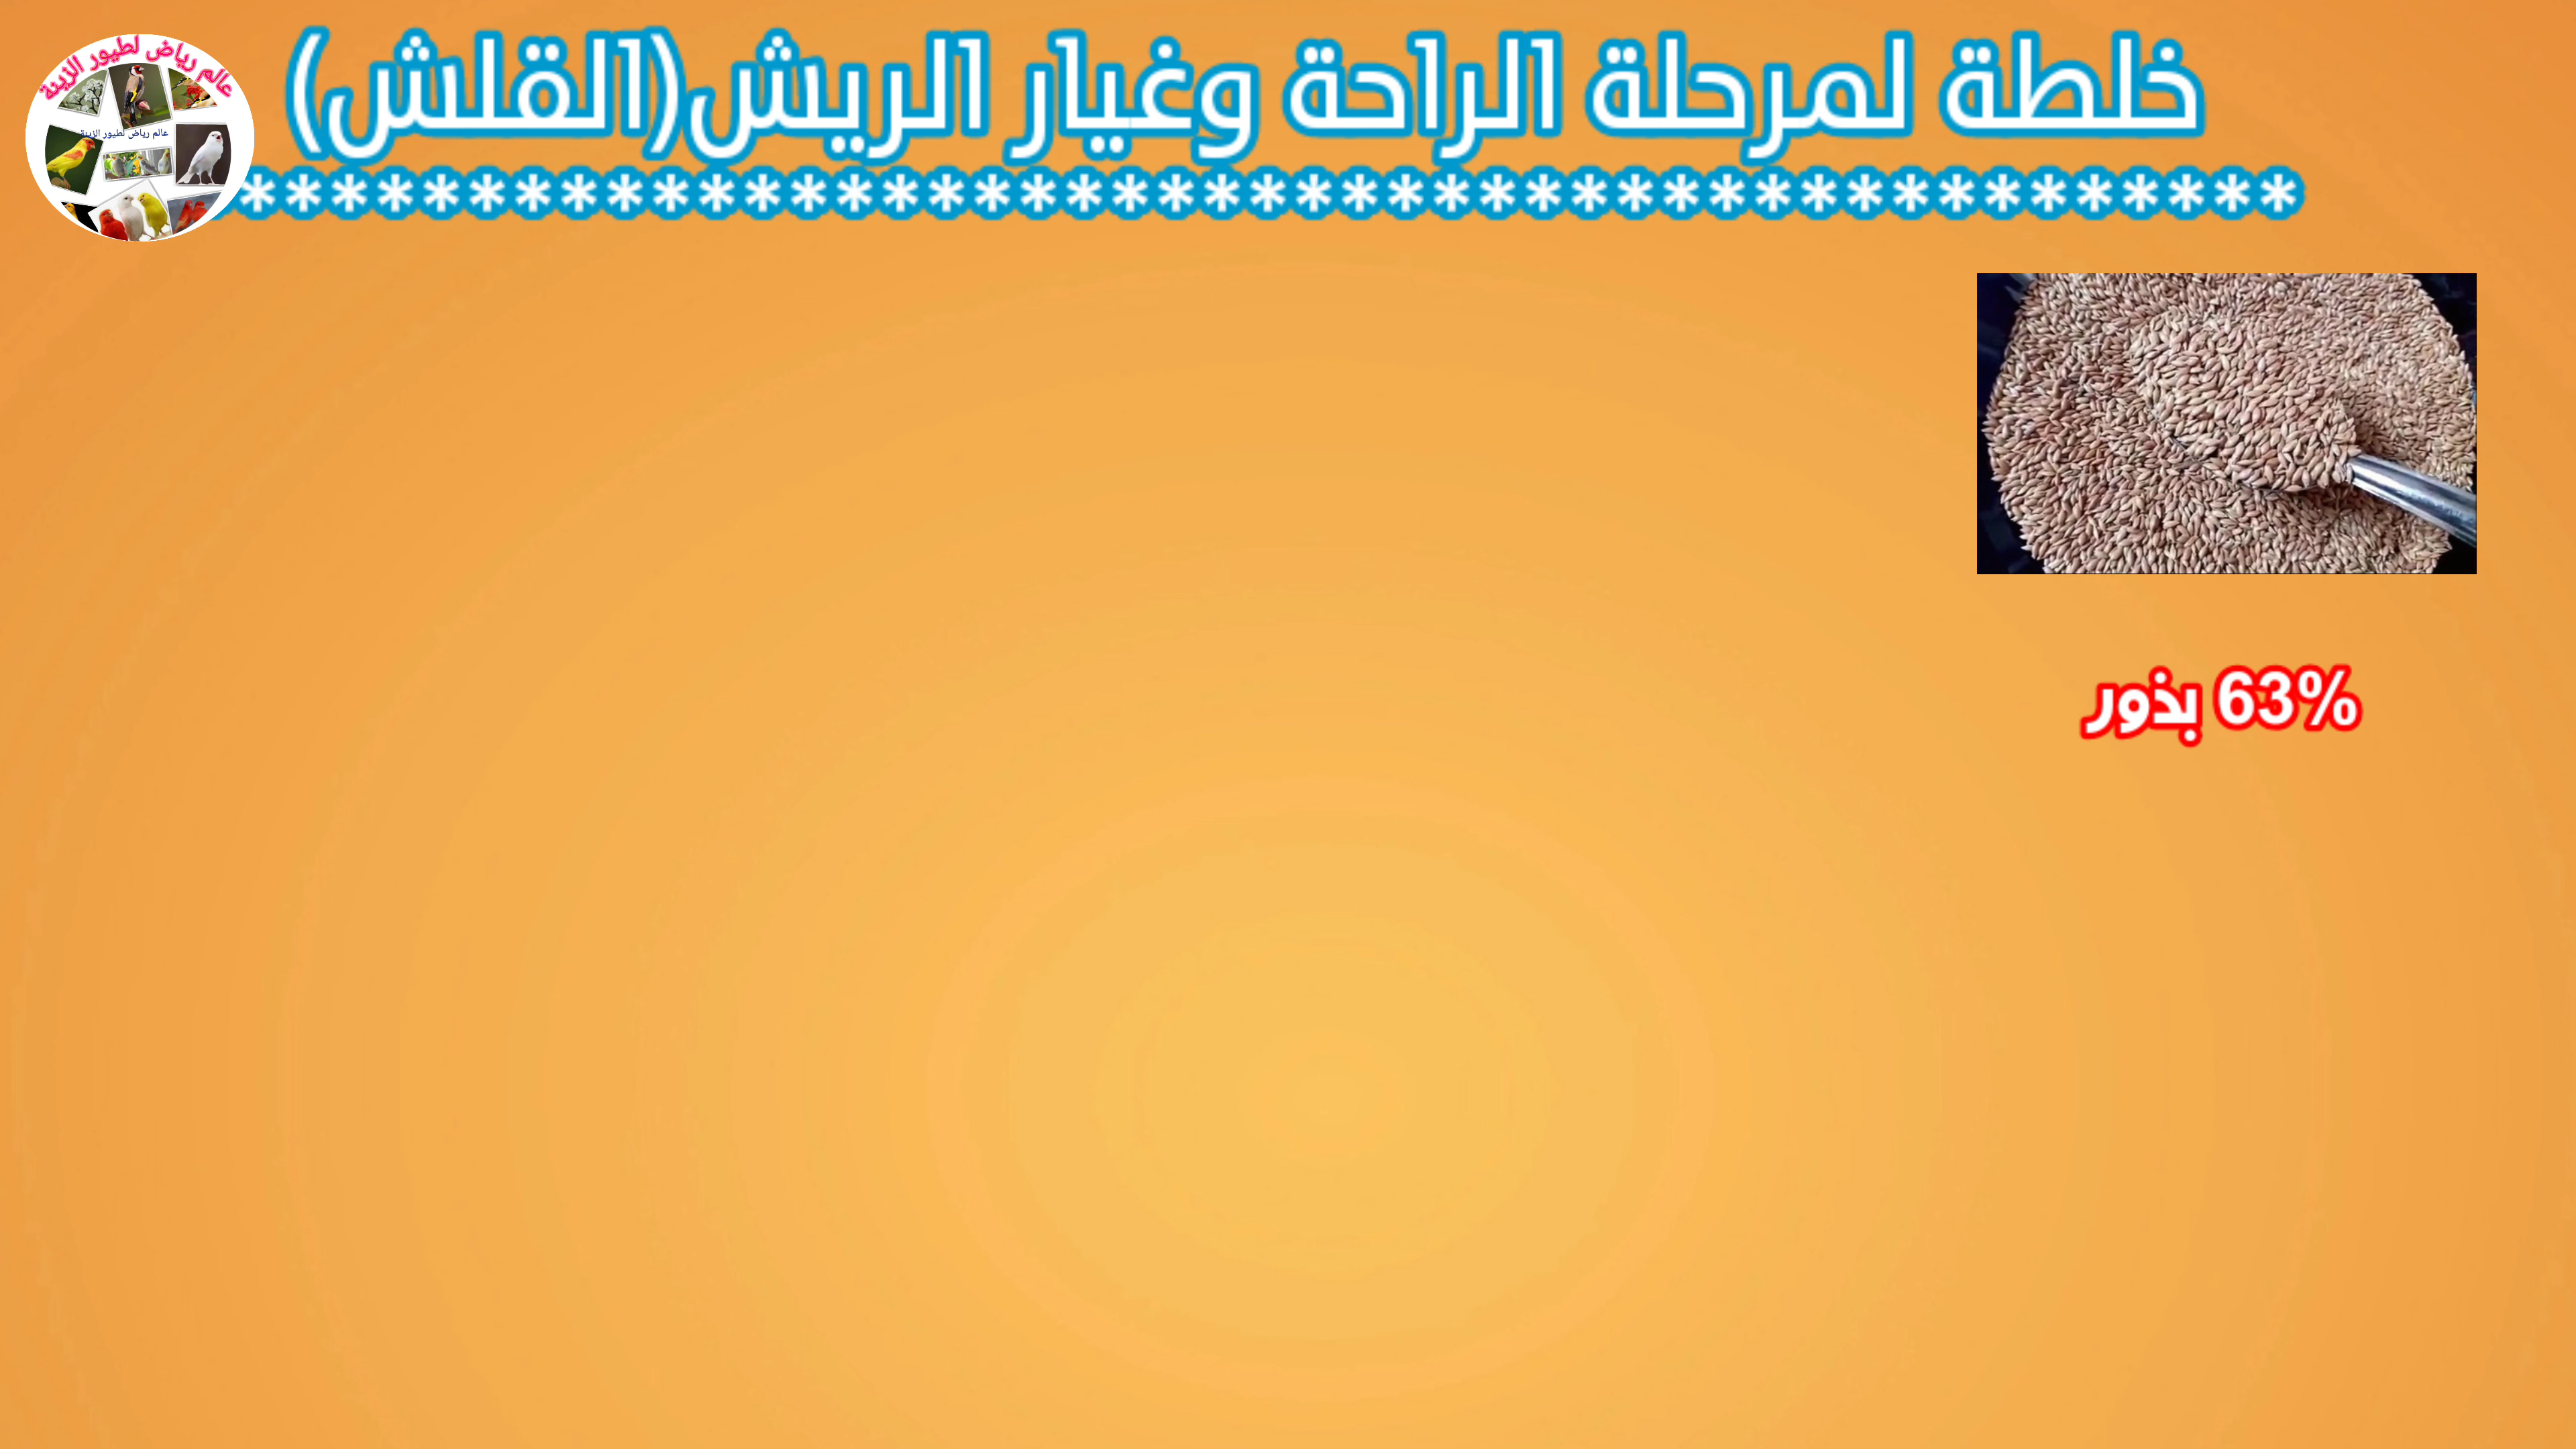 عالم رياض لطيور الزينة
عالم رياض لطيور الزينة
خلطة لمرحلة الراحة وغيار الريش(القلش)
*********************************************
63% بذور